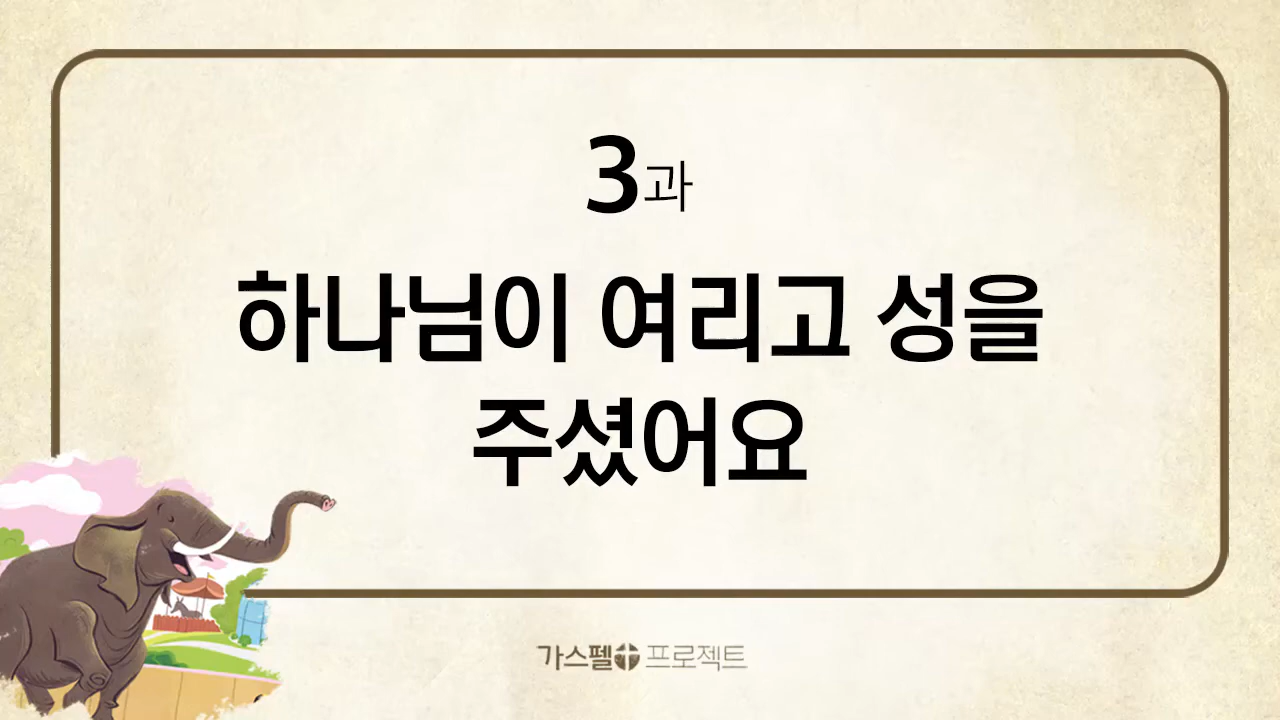 3과
하나님이 여리고 성을
주셨어요
가스펠 프로젝트